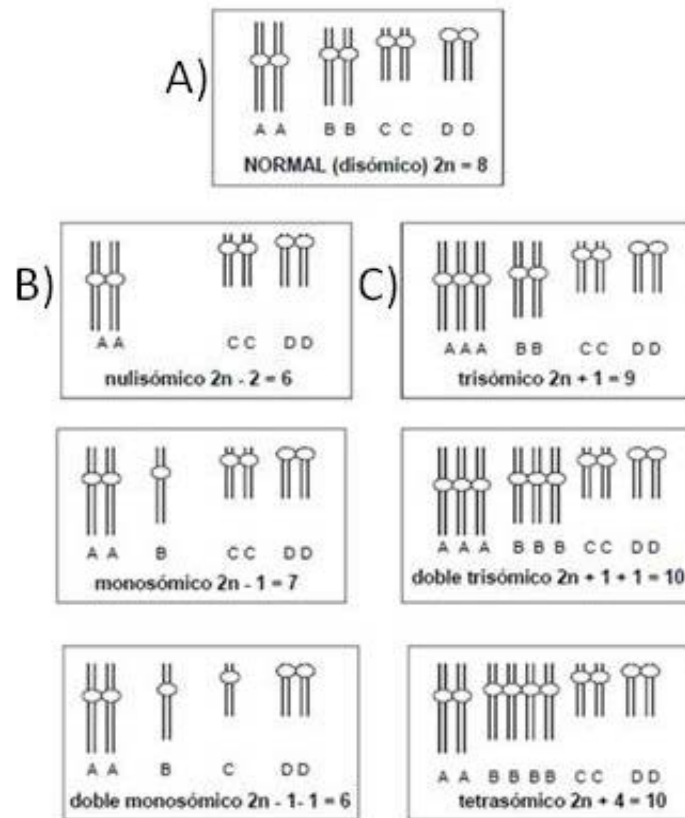 A)
A A B B C C D D
NORMAL (disómico) 2n = 8
B)
A A C C D D
nulisómico 2n - 2 = 6
A A B C C D D
monosómico 2n - 1 = 7
A A B C D D
doble monosómico 2n - 1- 1 = 6
C)
A A A B B C C D D
trisómico 2n + 1 = 9
A A A B B B C C D D
doble trisómico 2n + 1 + 1 = 10
A A B B B B C C D D
tetrasómico 2n + 4 = 10